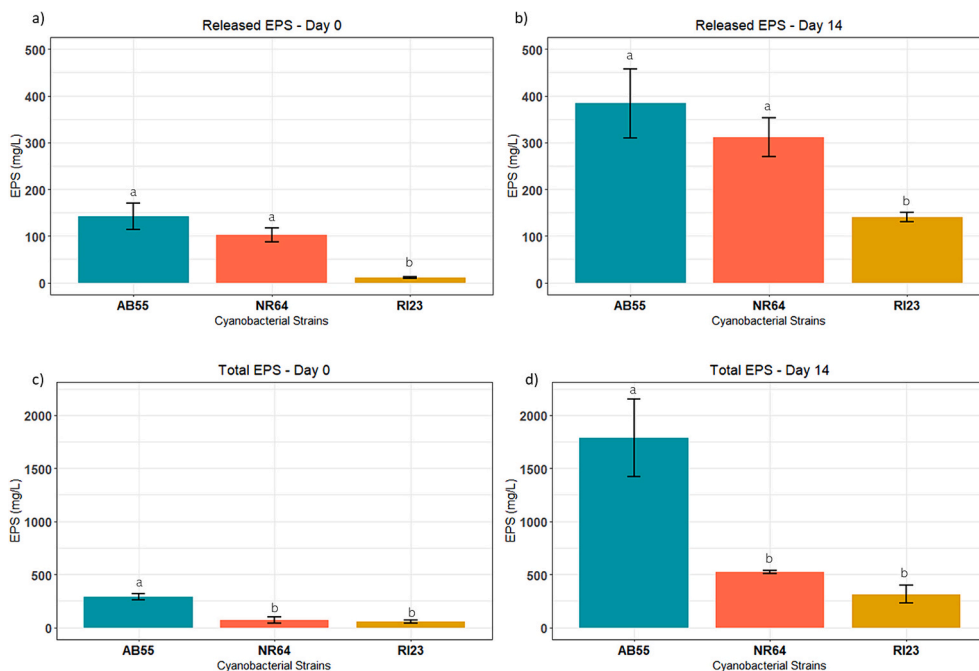 a)
Released EPS - Day 0
EPS (mg/L)
500
400
300
200
100
0
a
a
b
AB55
NR64
RI23
Cyanobacterial Strains
b)
Released EPS - Day 14
EPS (mg/L)
500
400
300
200
100
0
a
a
b
AB55
NR64
RI23
Cyanobacterial Strains
c)
Total EPS - Day 0
EPS (mg/L)
2000
1500
1000
500
0
a
b
b
AB55
NR64
RI23
Cyanobacterial Strains
d)
Total EPS - Day 14
EPS (mg/L)
2000
1500
1000
500
0
a
b
b
AB55
NR64
RI23
Cyanobacterial Strains